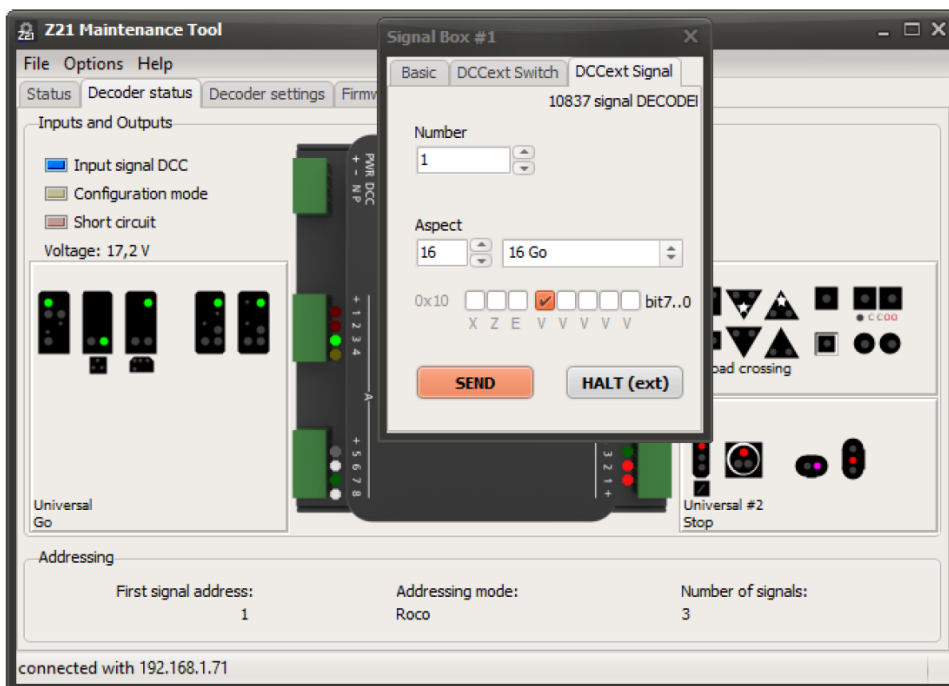 Z21 Maintenance Tool
File Options Help
Status Decoder status Decoder settings
Inputs and Outputs
Input signal DCC
Configuration mode
Short circuit
Voltage: 17,2 V
PWR DCC
+ - N P
+ 1 2 3 4
A
+ 5 6 7 8
Universal
Go
Signal Box #1
Basic DCCext Switch DCCext Signal
10837 signal DECODE
Number
1
Aspect
16 16 Go
0x10 bit7..0
X Z E V V V V V
SEND HALT (ext)
3 2 1 +
crossing
Universal #2
Stop
Addressing
First signal address: Addressing mode: Number of signals:
1 Roco 3
connected with 192.168.1.71